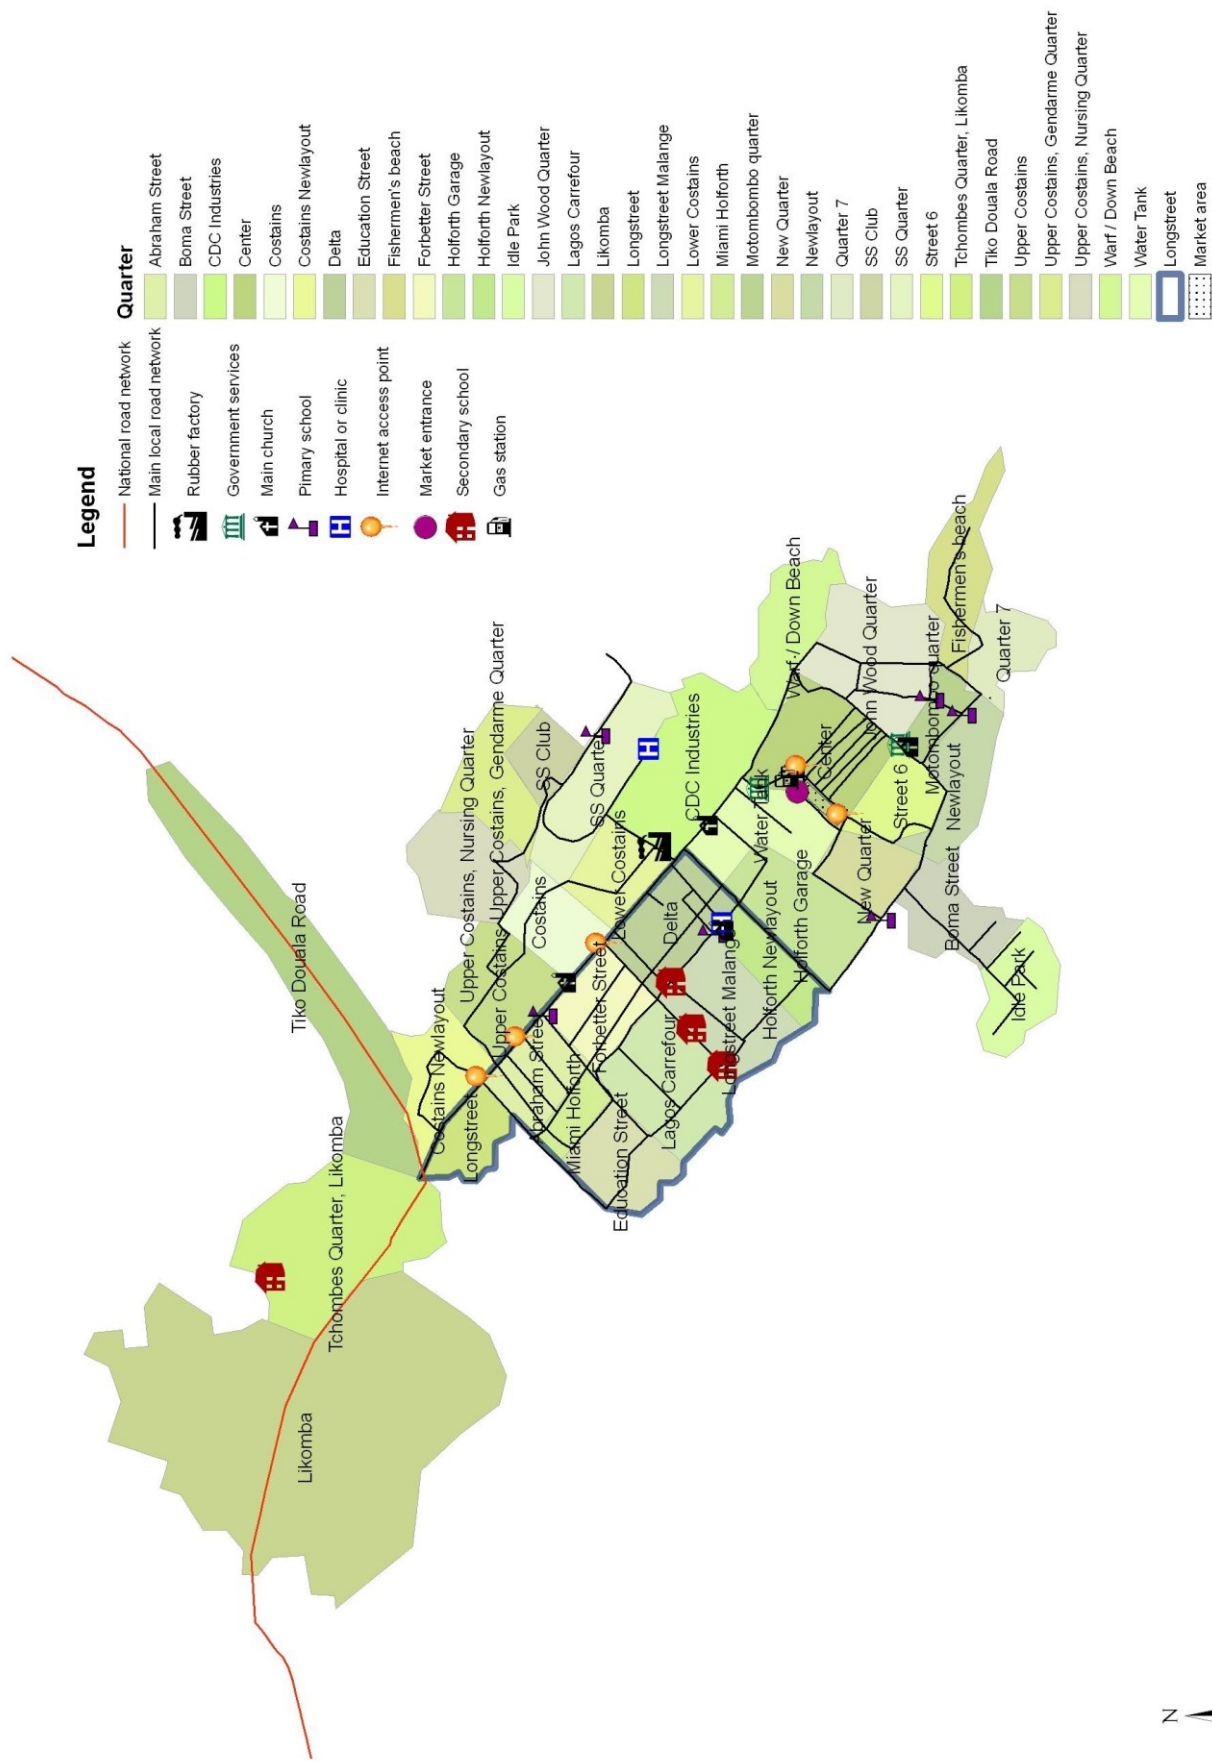 Legend
National road network
Main local road network
Rubber factory
Government services
Main church
Pimary school
Hospital or clinic
Internet access point
Market entrance
Secondary school
Gas station
Quarter
Abraham Street
Boma Street
CDC Industries
Center
Costains
Costains Newlayout
Delta
Education Street
Fishermen's beach
Forbetter Street
Holforth Garage
Holforth Newlayout
Idle Park
John Wood Quarter
Lagos Carrefour
Likomba
Longstreet
Longstreet Malange
Lower Costains
Miami Holforth
Motombombo quarter
New Quarter
Newlayout
Quarter 7
SS Club
SS Quarter
Street 6
Tchombes Quarter, Likomba
Tiko Douala Road
Upper Costains
Upper Costains, Gendarme Quarter
Upper Costains, Nursing Quarter
Warf / Down Beach
Water Tank
Longstreet
Market area
Likomba
Tchombes Quarter, Likomba
Tiko Douala Road
Costains Newlayout
Longstreet
Upper Costains, Nursing Quarter
Upper Costains
Upper Costains, Gendarme Quarter
Costains
SS Club
Abraham Street
Miami Holforth
Forbetter Street
SS Quarter
Lower Costains
Education Street
Lagos Carrefour
Delta
CDC Industries
Longstreet Malange
Holforth Newlayout
Water Tank
Warf / Down Beach
Holforth Garage
Center
John Wood Quarter
New Quarter
Street 6
Motombombo quarter
Newlayout
Boma Street
Fishermen's beach
Quarter 7
Idle Park
N